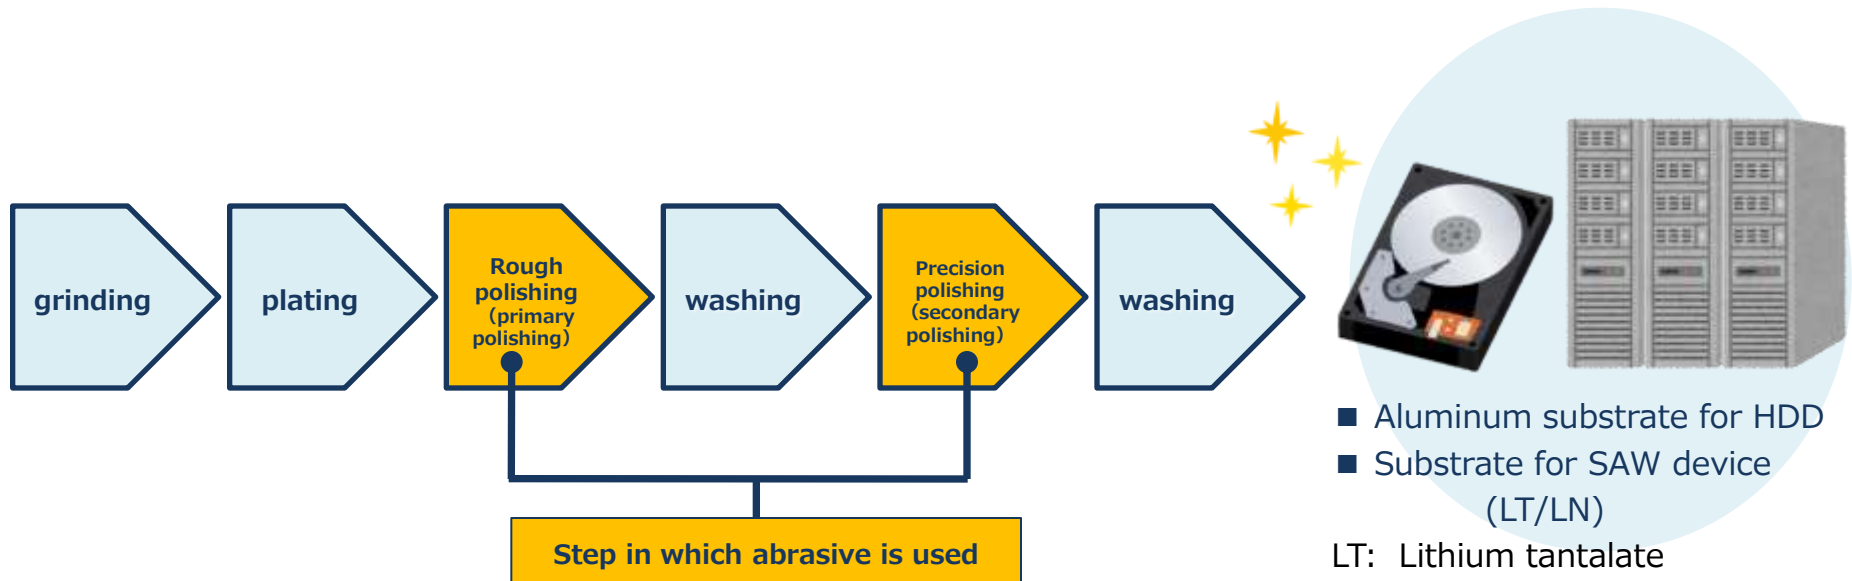 grinding
plating
Rough
polishing
（primary
polishing）
washing
Precision
polishing
（secondary
polishing）
washing
Step in which abrasive is used
■ Aluminum substrate for HDD
■ Substrate for SAW device
(LT/LN)
LT: Lithium tantalate